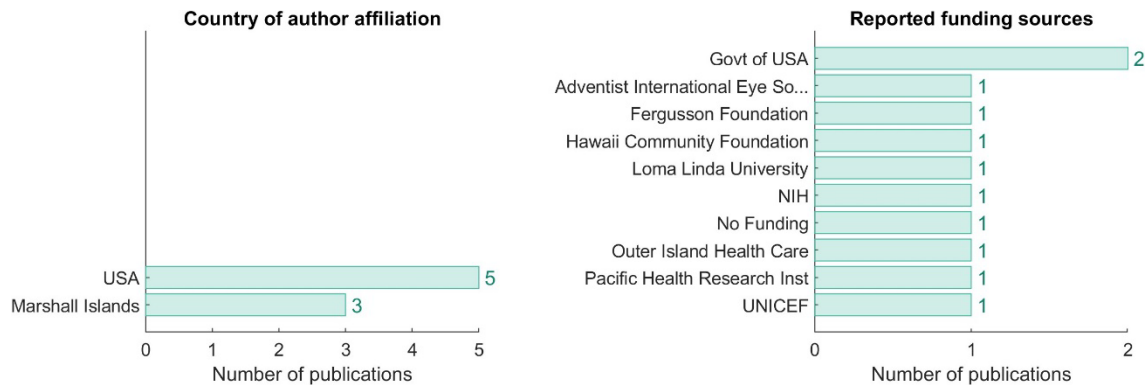 Country of author affiliation
USA
5
Marshall Islands
3
0 1 2 3 4 5
Number of publications
Reported funding sources
Govt of USA
2
Adventist International Eye So...
1
Fergusson Foundation
1
Hawaii Community Foundation
1
Loma Linda University
1
NIH
1
No Funding
1
Outer Island Health Care
1
Pacific Health Research Inst
1
UNICEF
1
0 1 2
Number of publications